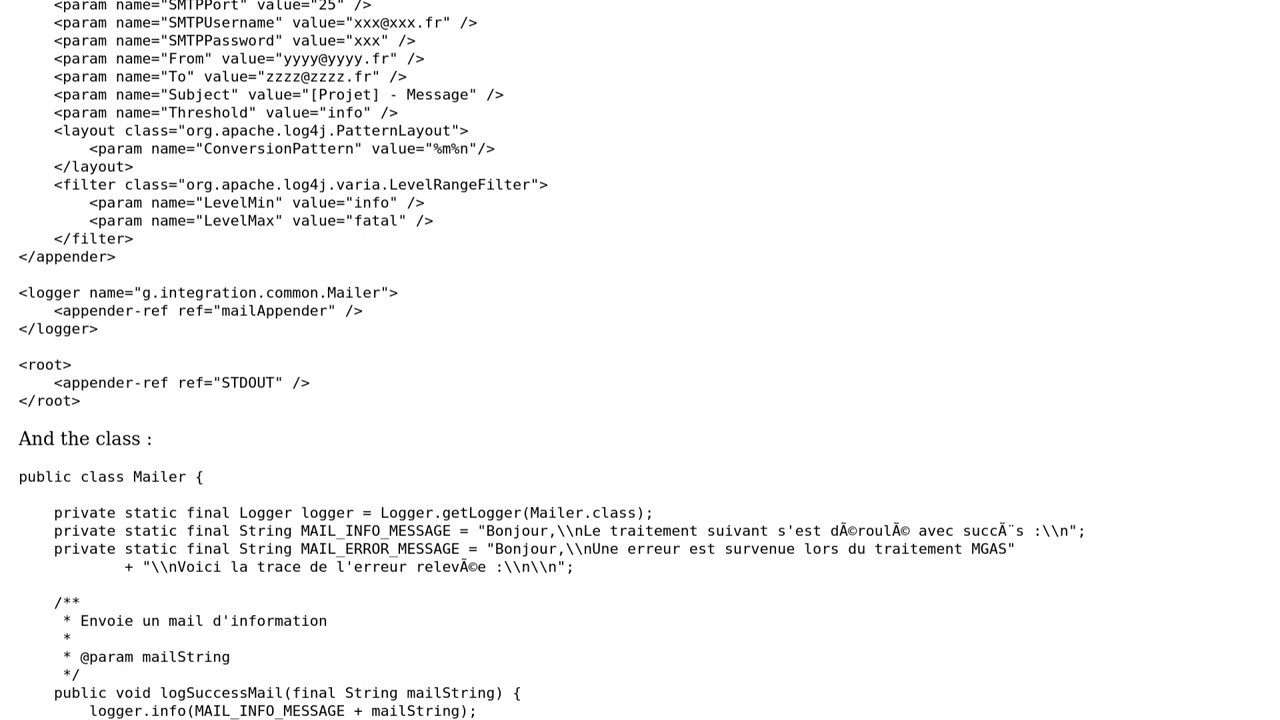 <param name="SMTPPort" value="25" />
<param name="SMTPUsername" value="xxx@xxx.fr" />
<param name="SMTPPassword" value="xxx" />
<param name="From" value="yyyy@yyyy.fr" />
<param name="To" value="zzzz@zzzz.fr" />
<param name="Subject" value="[Projet] - Message" />
<param name="Threshold" value="info" />
<layout class="org.apache.log4j.PatternLayout">
<param name="ConversionPattern" value="%m%n"/>
</layout>
<filter class="org.apache.log4j.varia.LevelRangeFilter">
<param name="LevelMin" value="info" />
<param name="LevelMax" value="fatal" />
</filter>
</appender>
<logger name="g.integration.common.Mailer">
<appender-ref ref="mailAppender" />
</logger>
<root>
<appender-ref ref="STDOUT" />
</root>
And the class :
public class Mailer {
private static final Logger logger = Logger.getLogger(Mailer.class);
private static final String MAIL_INFO_MESSAGE = "Bonjour,\\nLe traitement suivant s'est dÃ©roulÃ© avec succÃ¨s :\\n";
private static final String MAIL_ERROR_MESSAGE = "Bonjour,\\nUne erreur est survenue lors du traitement MGAS"
+ "\\nVoici la trace de l'erreur relevÃ©e :\\n\\n";
/**
* Envoie un mail d'information
*
* @param mailString
*/
public void logSuccessMail(final String mailString) {
logger.info(MAIL_INFO_MESSAGE + mailString);